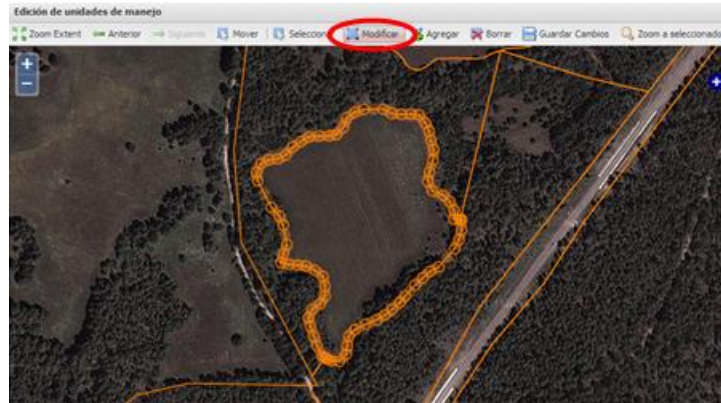 Edición de unidades de manejo
Zoom Extent Anterior Siguiente Mover Seleccion Modificar Agregar Borrar Guardar Cambios Zoom a seleccionado
+
−
+